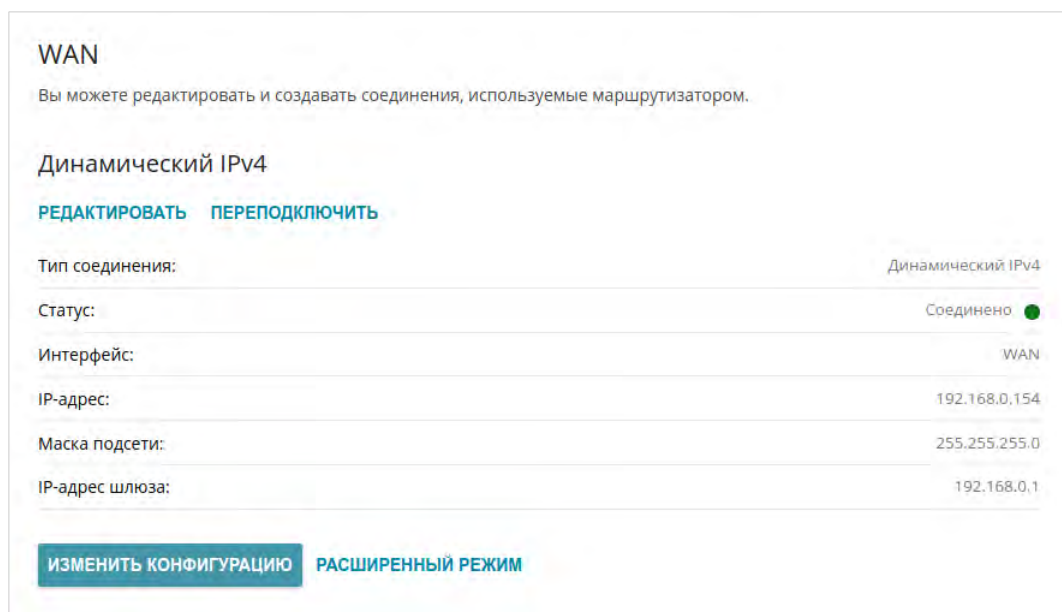 WAN
Вы можете редактировать и создавать соединения, используемые маршрутизатором.
Динамический IPv4
РЕДАКТИРОВАТЬ ПЕРЕПОДКЛЮЧИТЬ
Тип соединения: Динамический IPv4
Статус: Соединено
Интерфейс: WAN
IP-адрес: 192.168.0.154
Маска подсети: 255.255.255.0
IP-адрес шлюза: 192.168.0.1
ИЗМЕНИТЬ КОНФИГУРАЦИЮ РАСШИРЕННЫЙ РЕЖИМ